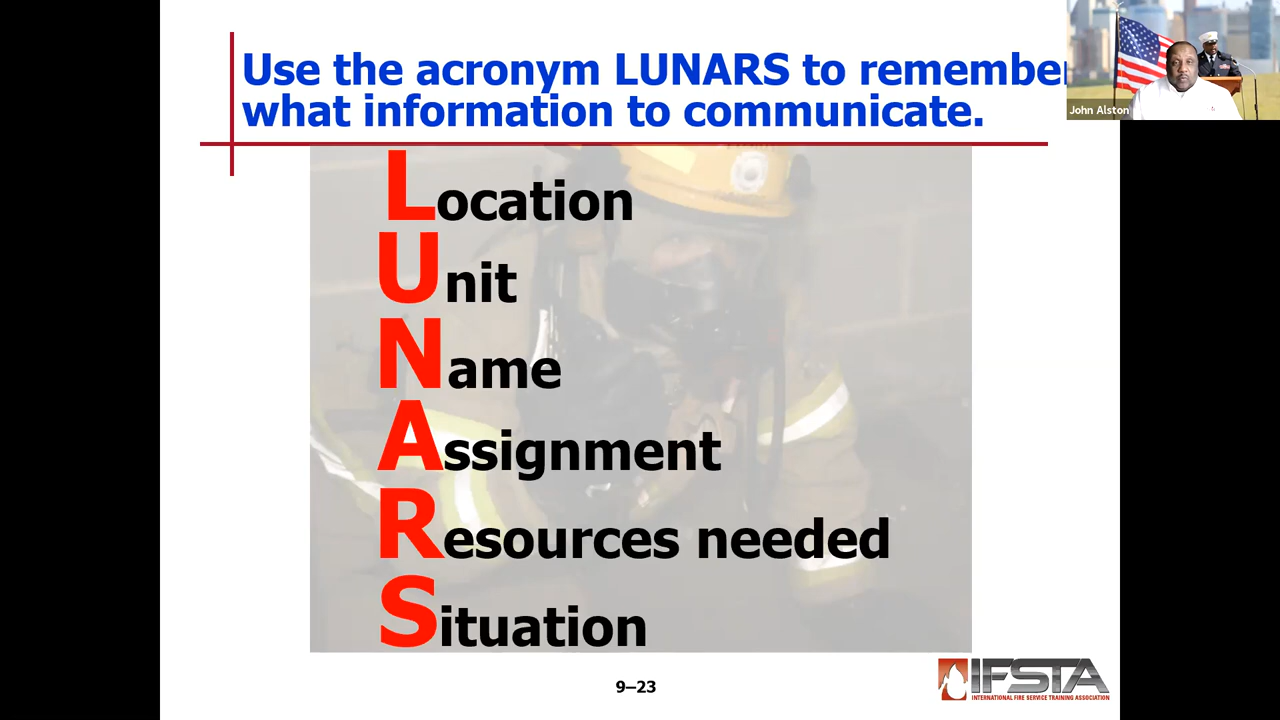 Use the acronym LUNARS to remember
what information to communicate.
John Alston
Location
Unit
Name
Assignment
Resources needed
Situation
9–23
IFSTA
INTERNATIONAL FIRE SERVICE TRAINING ASSOCIATION